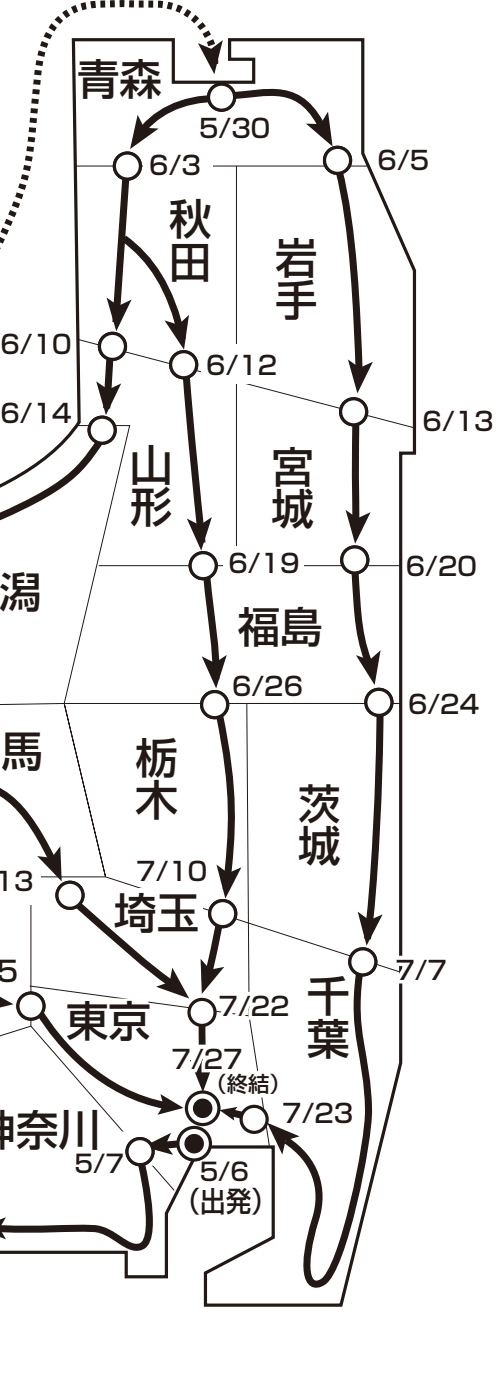 青森
5/30
6/3
6/5
秋田
岩手
6/10
6/12
6/14
6/13
山形
宮城
6/19
6/20
潟
福島
6/26
6/24
馬
栃木
茨城
13
7/10
埼玉
7/7
5
千葉
東京
7/22
7/27
(終結)
7/23
神奈川
5/7
5/6
(出発)